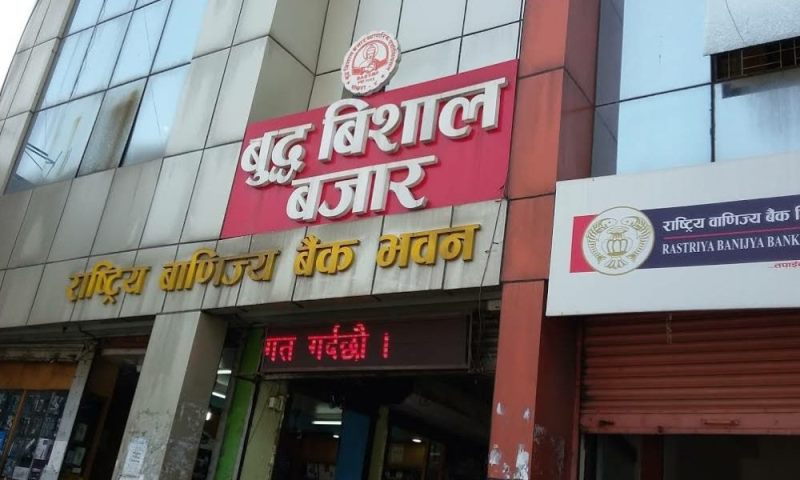 बुद्ध बिशाल
बजार
राष्ट्रिय बाणिज्य बैंक भवन
गत गर्दछौं ।
राष्ट्रिय वाणिज्य बैंक
RASTRIYA BANIJYA BANK